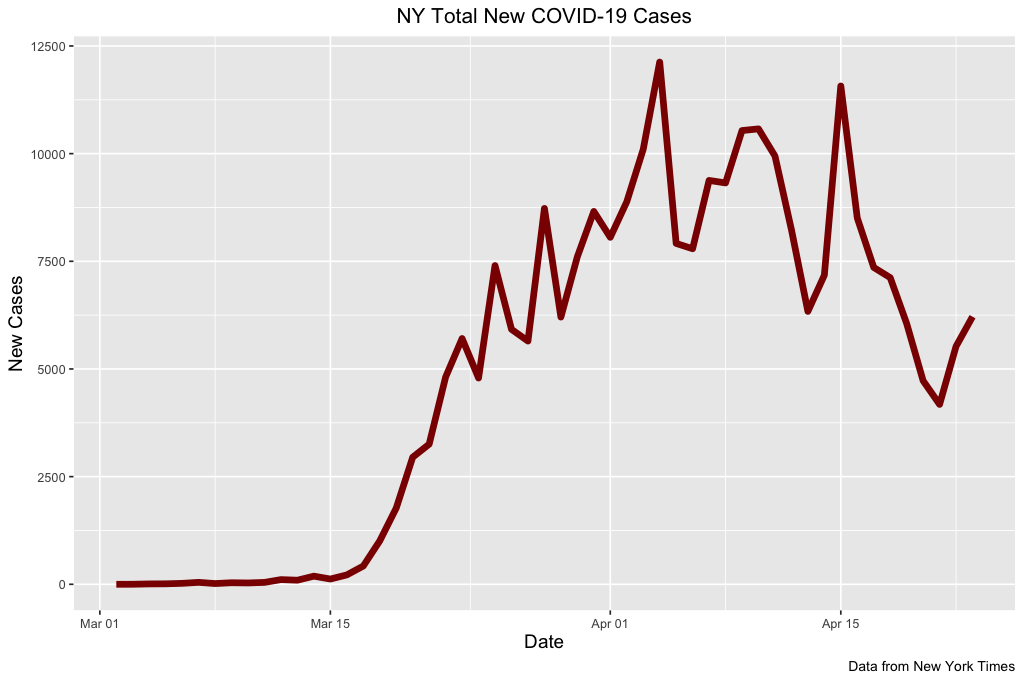 NY Total New COVID-19 Cases
12500
10000
7500
5000
2500
0
New Cases
Mar 01 Mar 15 Apr 01 Apr 15
Date
Data from New York Times